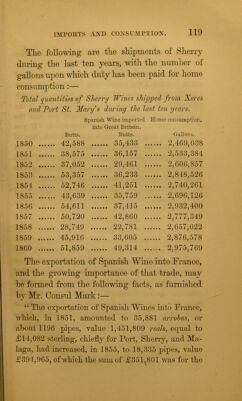 IMPORTS AND CONSUMPTION. 119
The following are the shipments of Sherry
during the last ten years, with the number of
gallons upon which duty has been paid for home
consumption :—
Total quantities of Sherry Wines shipped from Xeres
and Port St. Mary's during the last ten years.
Spanish Wine imported Home consumption.
into Great Britain.
Butts. Butts. Gallons.
1850 ...... 42,588 ...... 35,433 ...... 2,469,038
1851 ...... 38,575 ...... 36,157 ...... 2,533,384
1852 ...... 37,052 ...... 29,461 ...... 2,606,857
1853 ...... 53,357 ...... 36,233 ...... 2,848,526
1854 ...... 52,746 ...... 41,251 ...... 2,740,261
1855 ...... 43,639 ...... 35,759 ...... 2,696,126
1856 ...... 54,611 ...... 37,415 ...... 2,932,400
1857 ...... 50,720 ...... 42,860 ...... 2,777,349
1858 ...... 28,749 ...... 22,781 ...... 2,657,022
1859 ...... 45,916 ...... 33,605 ...... 2,876,578
1860 ...... 51,859 ...... 49,314 ...... 2,975,769
The exportation of Spanish Wine into France,
and the growing importance of that trade, may
be formed from the following facts, as furnished
by Mr. Consul Mark :—
"The exportation of Spanish Wines into France,
which, in 1851, amounted to 35,881 arrobas, or
about 1196 pipes, value 1,451,809 reals, equal to
£14,082 sterling, chiefly for Port, Sherry, and Ma-
laga, had increased, in 1855, to 18,335 pipes, value
£394,965, of which the sum of £351,801 was for the